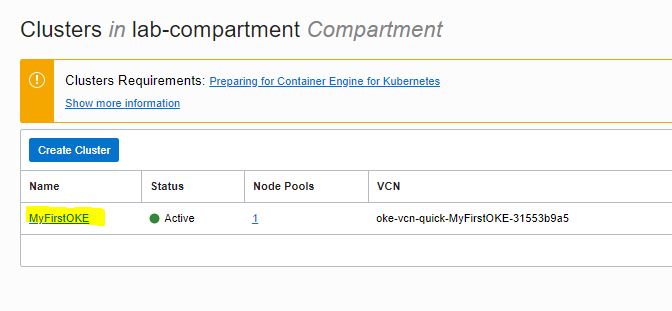 Clusters in lab-compartment Compartment
Clusters Requirements: Preparing for Container Engine for Kubernetes
Show more information
Create Cluster
Name Status Node Pools VCN
MyFirstOKE Active 1 oke-vcn-quick-MyFirstOKE-31553b9a5